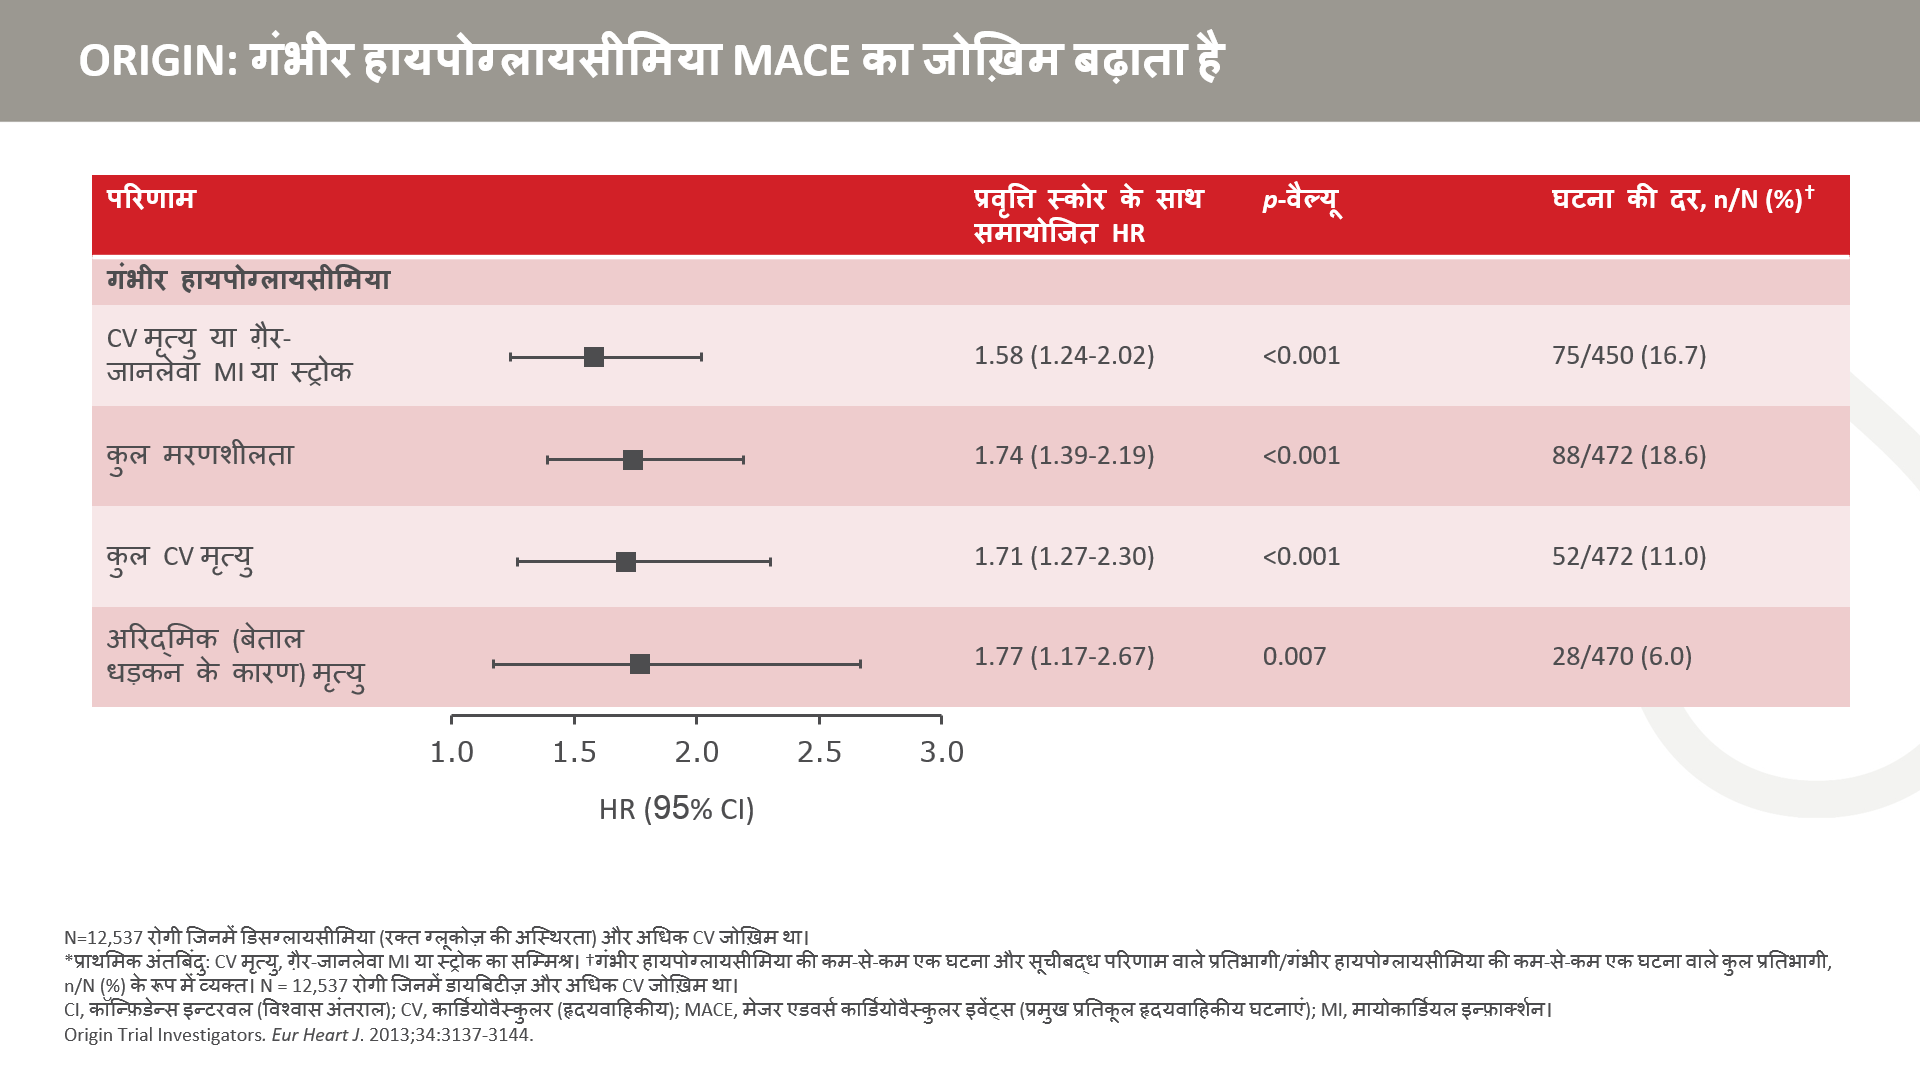 ORIGIN: गंभीर हायपोग्लायसीमिया MACE का जोख़िम बढ़ाता है
परिणाम
प्रवृत्ति स्कोर के साथ
समायोजित HR
p-वैल्यू
घटना की दर, n/N (%)†
गंभीर हायपोग्लायसीमिया
CV मृत्यु या ग़ैर-
जानलेवा MI या स्ट्रोक
1.58 (1.24-2.02)
<0.001
75/450 (16.7)
कुल मरणशीलता
1.74 (1.39-2.19)
<0.001
88/472 (18.6)
कुल CV मृत्यु
1.71 (1.27-2.30)
<0.001
52/472 (11.0)
अरिद्मिक (बेताल
धड़कन के कारण) मृत्यु
1.77 (1.17-2.67)
0.007
28/470 (6.0)
1.0 1.5 2.0 2.5 3.0
HR (95% CI)
N=12,537 रोगी जिनमें डिसग्लायसीमिया (रक्त ग्लूकोज़ की अस्थिरता) और अधिक CV जोख़िम था।
*प्राथमिक अंतबिंदु: CV मृत्यु, ग़ैर-जानलेवा MI या स्ट्रोक का सम्मिश्र। †गंभीर हायपोग्लायसीमिया की कम-से-कम एक घटना और सूचीबद्ध परिणाम वाले प्रतिभागी/गंभीर हायपोग्लायसीमिया की कम-से-कम एक घटना वाले कुल प्रतिभागी,
n/N (%) के रूप में व्यक्त। N = 12,537 रोगी जिनमें डायबिटीज़ और अधिक CV जोख़िम था।
CI, कॉन्फ़िडेन्स इन्टरवल (विश्वास अंतराल); CV, कार्डियोवैस्कुलर (हृदयवाहिकीय); MACE, मेजर एडवर्स कार्डियोवैस्कुलर इवेंट्स (प्रमुख प्रतिकूल हृदयवाहिकीय घटनाएं); MI, मायोकार्डियल इन्फ़ार्क्शन।
Origin Trial Investigators. Eur Heart J. 2013;34:3137-3144.